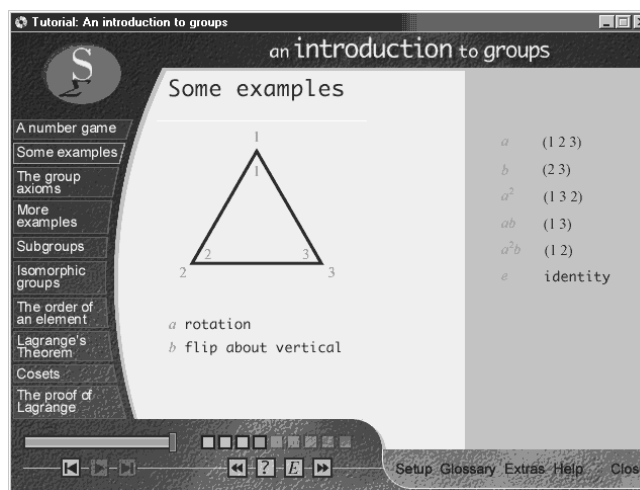 Tutorial: An introduction to groups
S
an introduction to groups
A number game
Some examples
The group
axioms
More
examples
Subgroups
Isomorphic
groups
The order of
an element
Lagrange's
Theorem
Cosets
The proof of
Lagrange
Some examples
1
1
2
3
2
3
a rotation
b flip about vertical
a (1 2 3)
b (2 3)
a² (1 3 2)
ab (1 3)
a²b (1 2)
e identity
? E
Setup Glossary Extras Help Clos